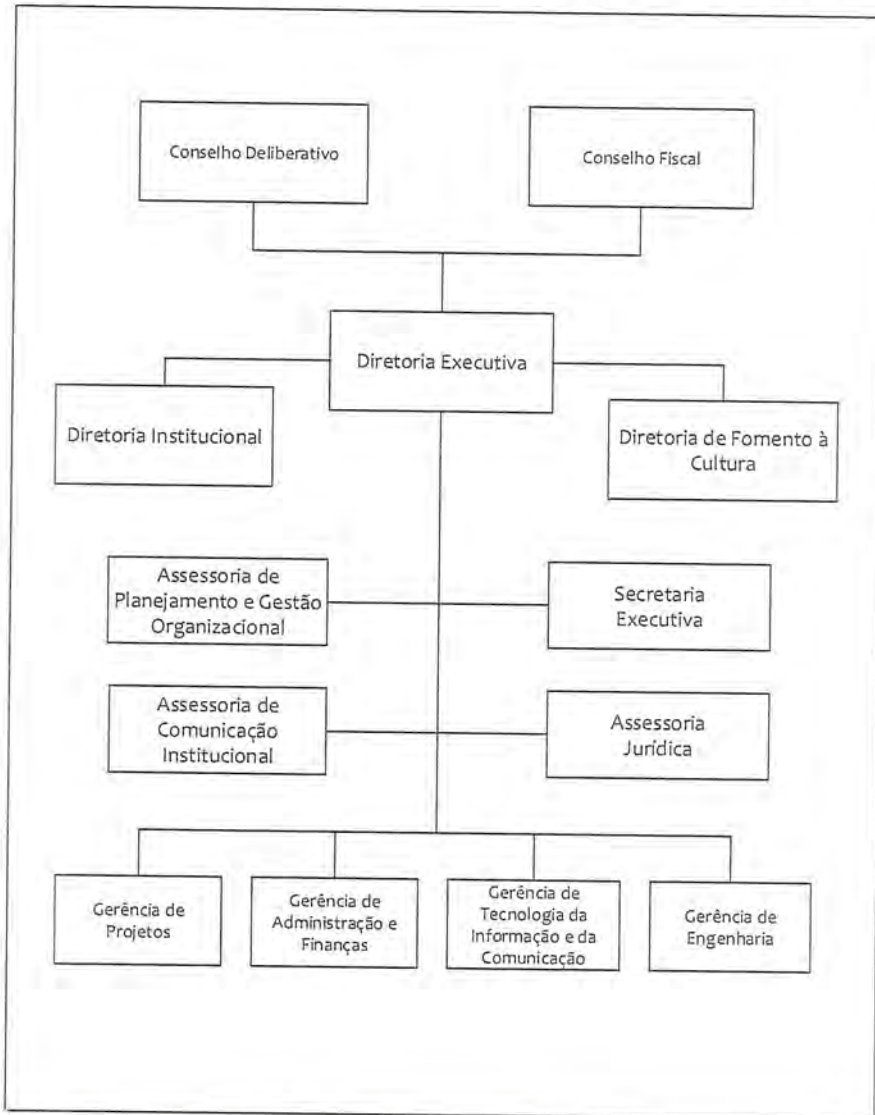 Conselho Deliberativo
Conselho Fiscal
Diretoria Executiva
Diretoria Institucional
Diretoria de Fomento à
Cultura
Assessoria de
Planejamento e Gestão
Organizacional
Secretaria
Executiva
Assessoria de
Comunicação
Institucional
Assessoria
Jurídica
Gerência de
Projetos
Gerência de
Administração e
Finanças
Gerência de
Tecnologia da
Informação e da
Comunicação
Gerência de
Engenharia